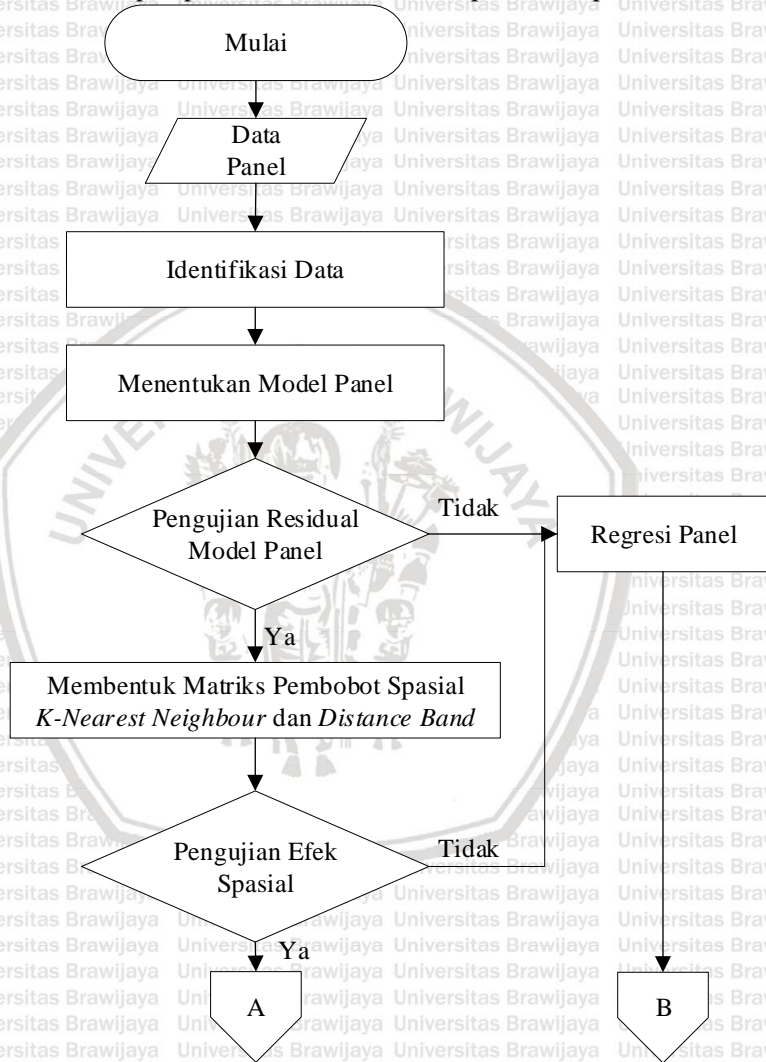 Mulai
Data
Panel
Identifikasi Data
Menentukan Model Panel
Pengujian Residual
Model Panel
Tidak
Regresi Panel
Ya
Membentuk Matriks Pembobot Spasial
K-Nearest Neighbour dan Distance Band
Pengujian Efek
Spasial
Tidak
Ya
A
B